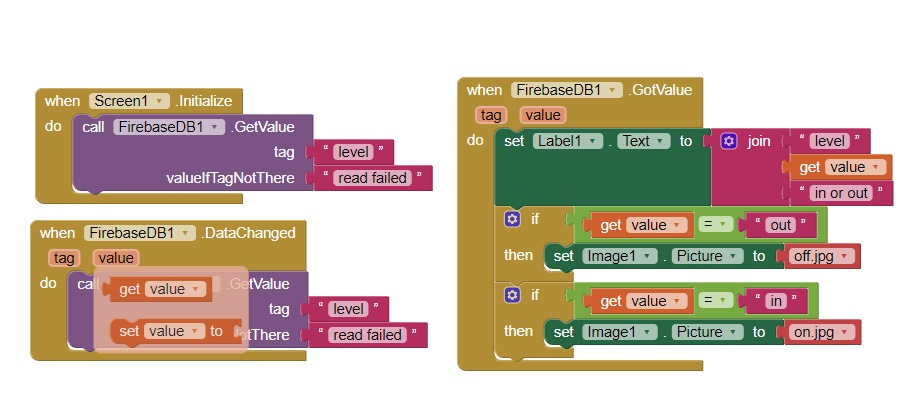 when Screen1 .Initialize
do call FirebaseDB1 .GetValue
tag " level "
valueIfTagNotThere " read failed "
when FirebaseDB1 .DataChanged
tag value
do call .GetValue
get value
tag " level "
set value to otThere " read failed "
when FirebaseDB1 .GotValue
tag value
do set Label1 . Text to join " level "
get value
" in or out "
if get value = " out "
then set Image1 . Picture to off.jpg
if get value = " in "
then set Image1 . Picture to on.jpg